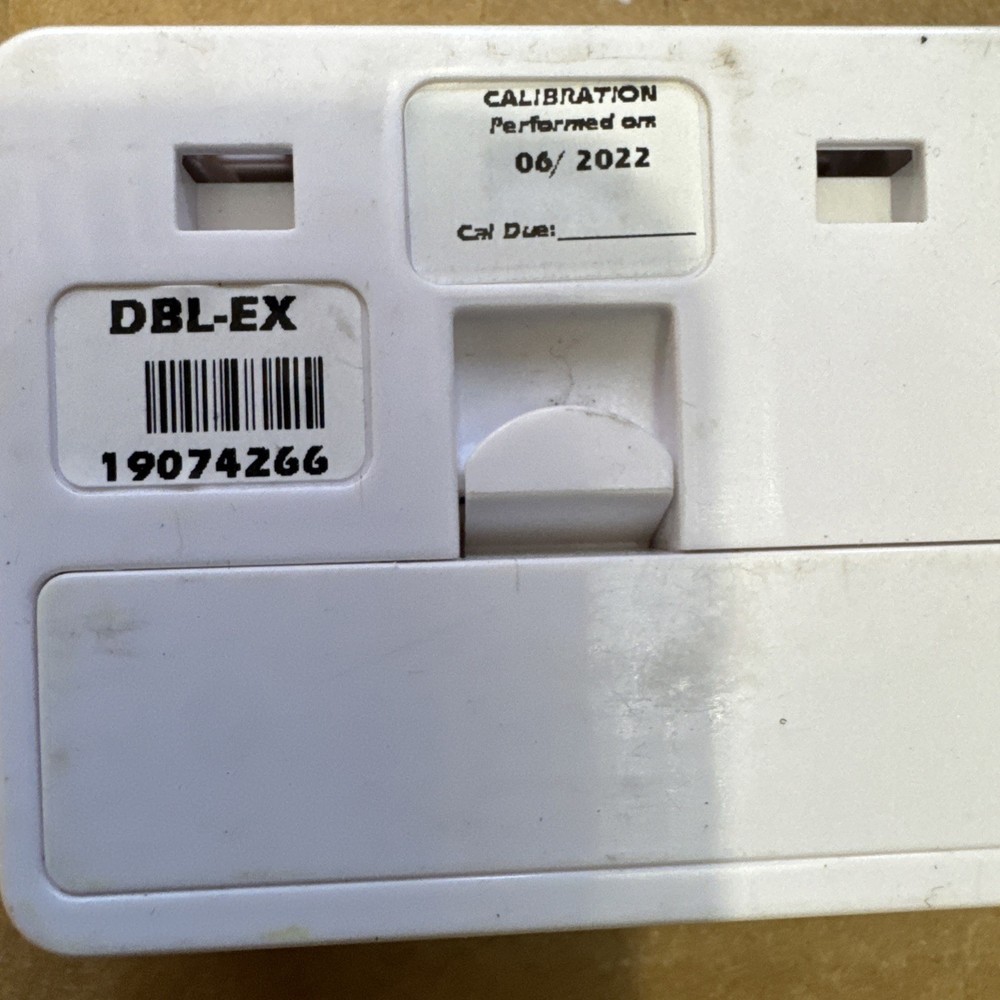 CALIBRATION
Performed on:
06/ 2022
Cal Due:
DBL-EX
19074266